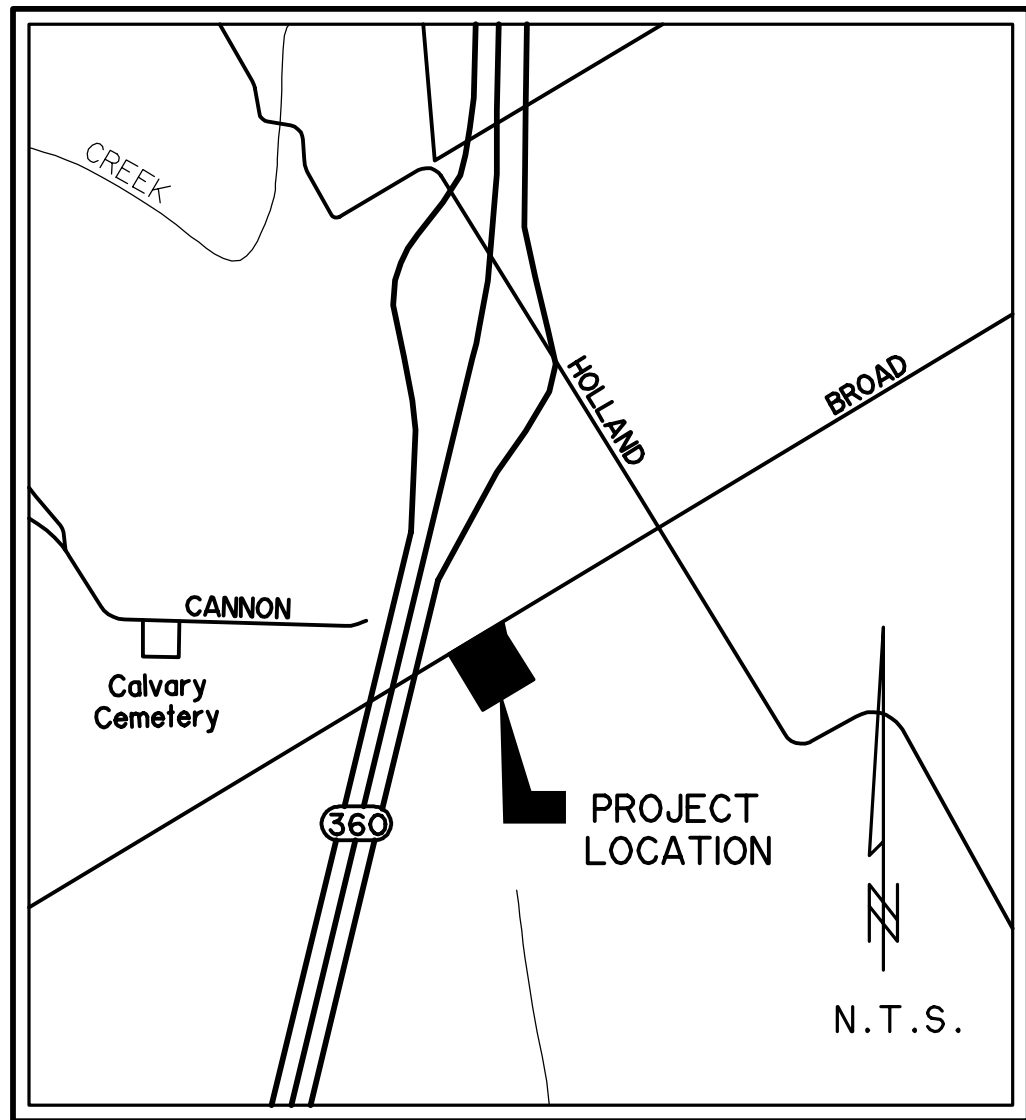 CREEK
HOLLAND
BROAD
CANNON
Calvary
Cemetery
360
PROJECT
LOCATION
N
N.T.S.